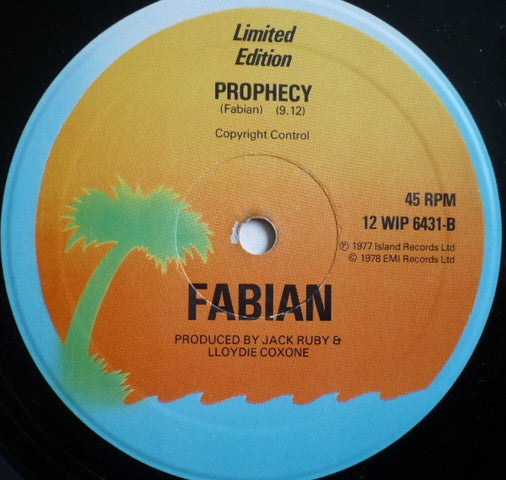 Limited
Edition
PROPHECY
(Fabian) (9.12)
Copyright Control
45 RPM
12 WIP 6431-B
℗ 1977 Island Records Ltd
© 1978 EMI Records Ltd
FABIAN
PRODUCED BY JACK RUBY &
LLOYDIE COXONE